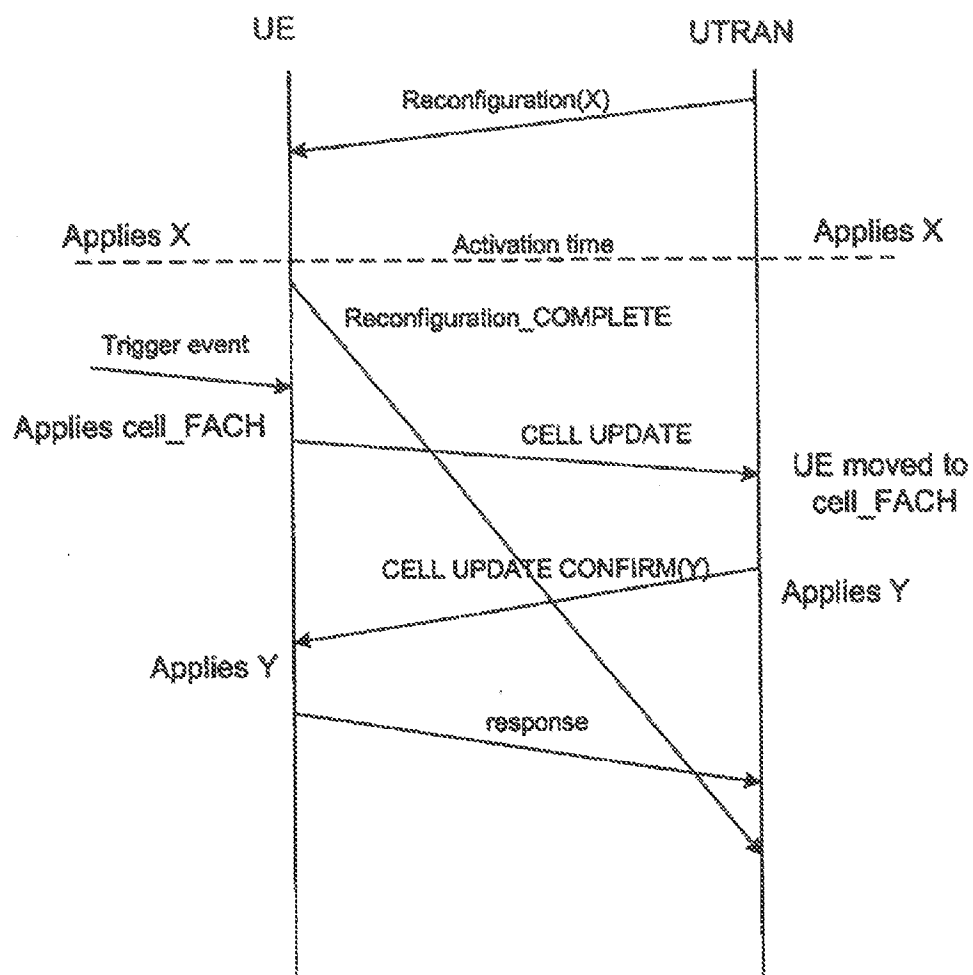 UE
UTRAN
Reconfiguration(X)
Applies X
Activation time
Applies X
Reconfiguration_COMPLETE
Trigger event
Applies cell_FACH
CELL UPDATE
UE moved to
cell_FACH
CELL UPDATE CONFIRM(Y)
Applies Y
Applies Y
response